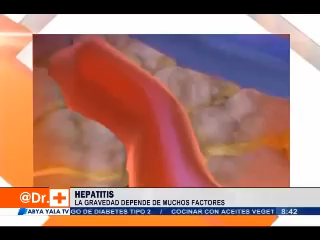 @Dr.
HEPATITIS
LA GRAVEDAD DEPENDE DE MUCHOS FACTORES
ABYA YALA TV
GO DE DIABETES TIPO 2 / COCINAR CON ACEITES VEGET
8:42